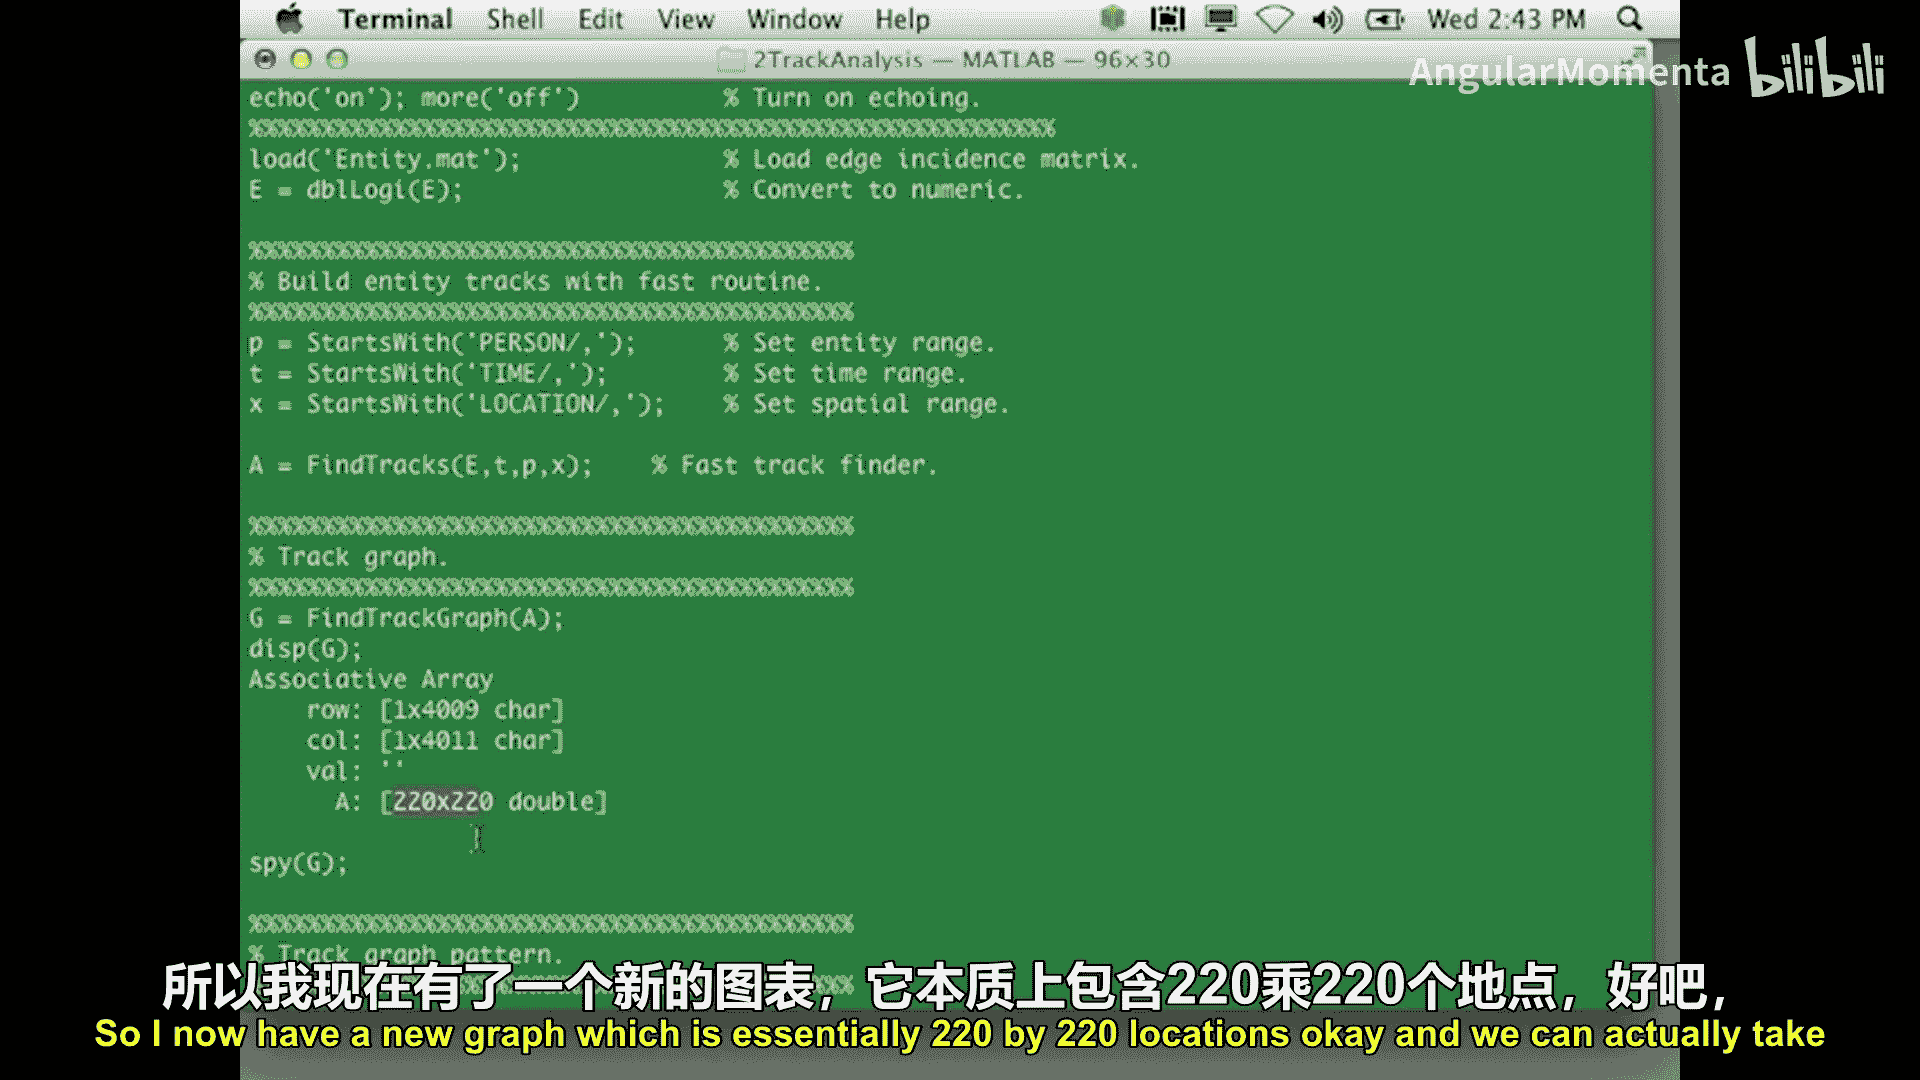 Terminal Shell Edit View Window Help Wed 2:43 PM
2TrackAnalysis — MATLAB — 96×30
AngularMomenta bilibili
echo('on'); more('off') % Turn on echoing.
%%%%%%%%%%%%%%%%%%%%%%%%%%%%%%%%%%%%%%%%%%%%%%%%%%%%%%%%
load('Entity.mat'); % Load edge incidence matrix.
E = dblLogi(E); % Convert to numeric.
%%%%%%%%%%%%%%%%%%%%%%%%%%%%%%%%%%%%%%%%%%
% Build entity tracks with fast routine.
%%%%%%%%%%%%%%%%%%%%%%%%%%%%%%%%%%%%%%%%%%
p = StartsWith('PERSON/,'); % Set entity range.
t = StartsWith('TIME/,'); % Set time range.
x = StartsWith('LOCATION/,'); % Set spatial range.
A = FindTracks(E,t,p,x); % Fast track finder.
%%%%%%%%%%%%%%%%%%%%%%%%%%%%%%%%%%%%%%%%%%
% Track graph.
%%%%%%%%%%%%%%%%%%%%%%%%%%%%%%%%%%%%%%%%%%
G = FindTrackGraph(A);
disp(G);
Associative Array
row: [1x4009 char]
col: [1x4011 char]
val: ''
A: [220x220 double]
spy(G);
%%%%%%%%%%%%%%%%%%%%%%%%%%%%%%%%%%%%%%%%%%
% Track graph pattern.
所以我现在有了一个新的图表，它本质上包含220乘220个地点，好吧，
So I now have a new graph which is essentially 220 by 220 locations okay and we can actually take